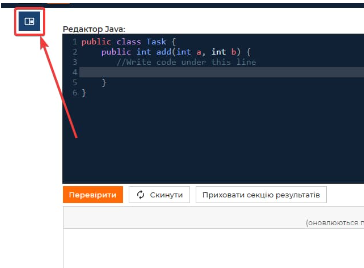 Редактор Java:
1 public class Task {
2 public int add(int a, int b) {
3 //Write code under this line
4
5 }
6 }
Перевірити Скинути Приховати секцію результатів
(оновлюються